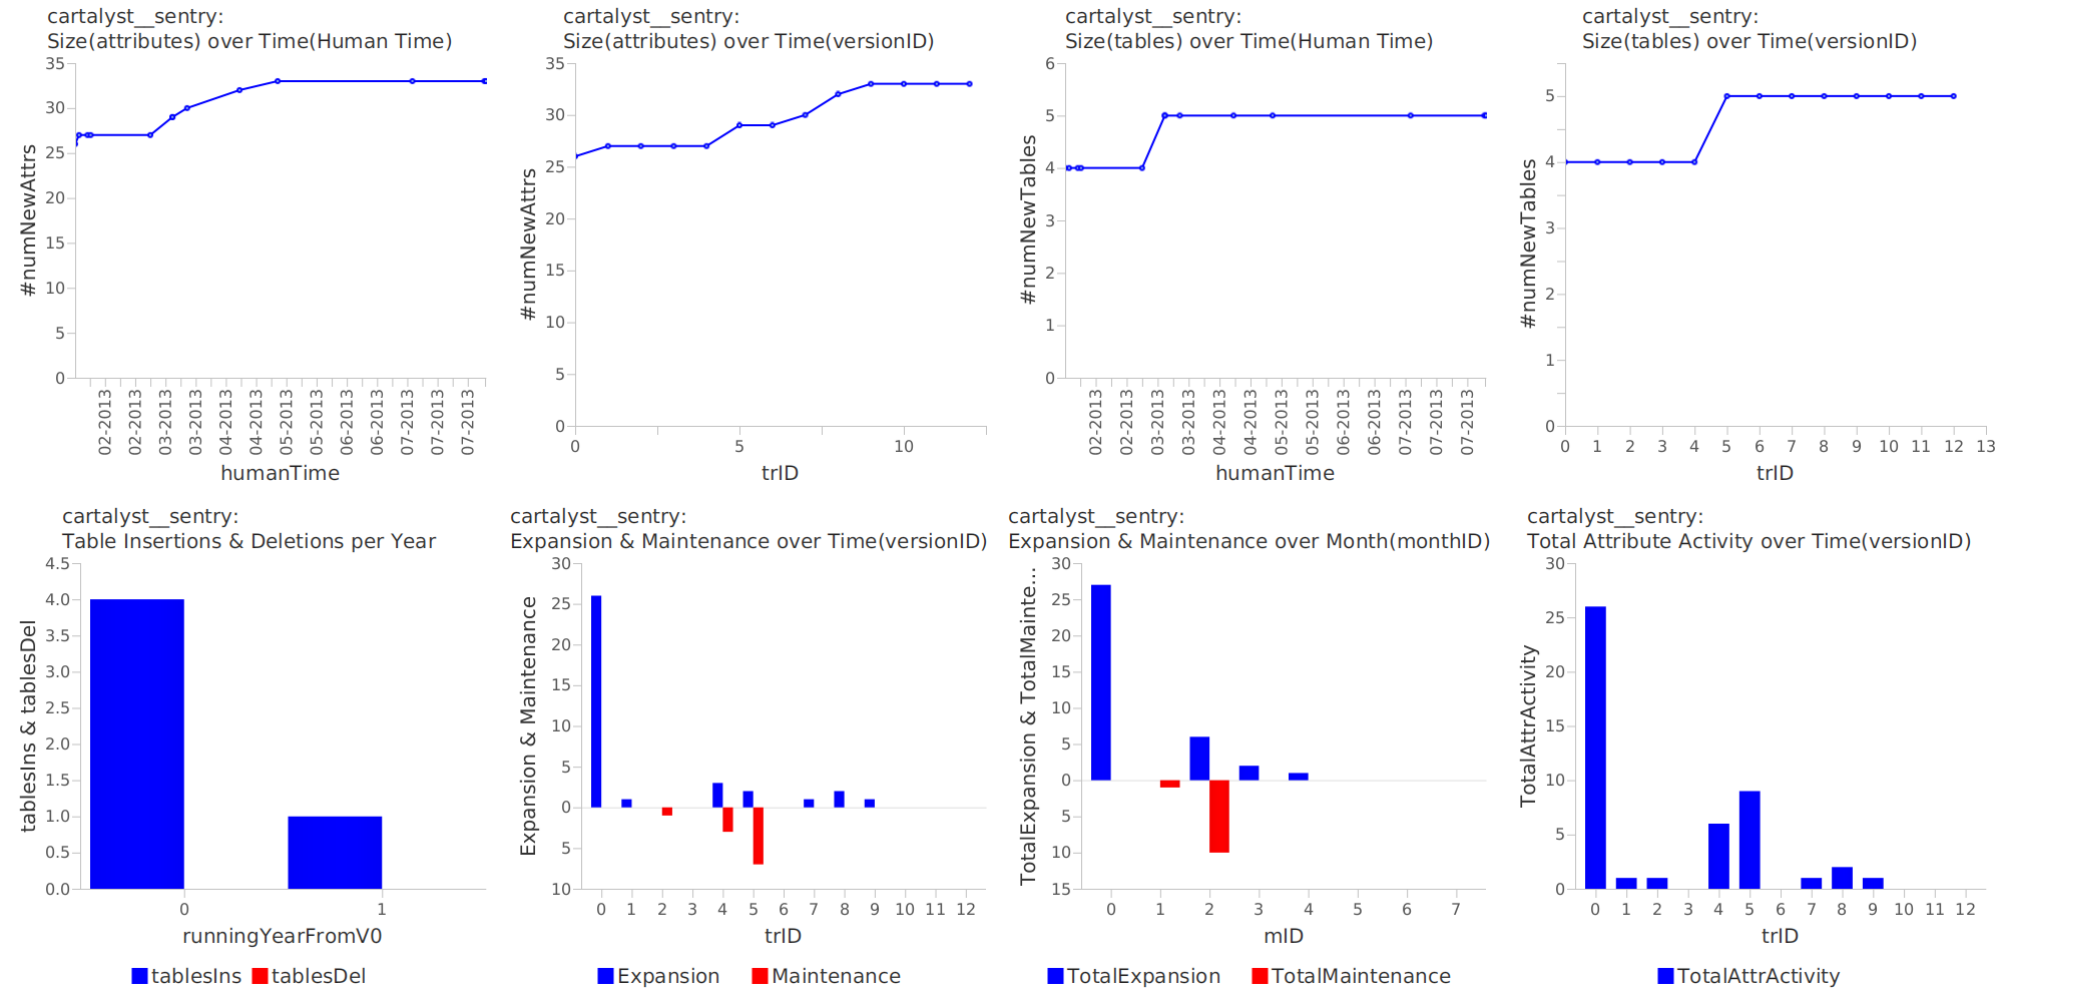 cartalyst__sentry:
Size(attributes) over Time(Human Time)
35
30
25
20
15
10
5
0
#numNewAttrs
02-2013
02-2013
03-2013
03-2013
04-2013
04-2013
05-2013
05-2013
06-2013
06-2013
07-2013
07-2013
07-2013
humanTime
cartalyst__sentry:
Size(attributes) over Time(versionID)
35
30
25
20
15
10
5
0
#numNewAttrs
0 5 10
trID
cartalyst__sentry:
Size(tables) over Time(Human Time)
6
5
4
3
2
1
0
#numNewTables
02-2013
02-2013
03-2013
03-2013
04-2013
04-2013
05-2013
05-2013
06-2013
06-2013
07-2013
07-2013
07-2013
humanTime
cartalyst__sentry:
Size(tables) over Time(versionID)
5
4
3
2
1
0
#numNewTables
0 1 2 3 4 5 6 7 8 9 10 11 12 13
trID
cartalyst__sentry:
Table Insertions & Deletions per Year
4.5
4.0
3.5
3.0
2.5
2.0
1.5
1.0
0.5
0.0
tablesIns & tablesDel
0 1
runningYearFromV0
tablesIns tablesDel
cartalyst__sentry:
Expansion & Maintenance over Time(versionID)
30
25
20
15
10
5
0
5
10
Expansion & Maintenance
0 1 2 3 4 5 6 7 8 9 10 11 12
trID
Expansion Maintenance
cartalyst__sentry:
Expansion & Maintenance over Month(monthID)
30
25
20
15
10
5
0
5
10
15
TotalExpansion & TotalMainte...
0 1 2 3 4 5 6 7
mID
TotalExpansion TotalMaintenance
cartalyst__sentry:
Total Attribute Activity over Time(versionID)
30
25
20
15
10
5
0
TotalAttrActivity
0 1 2 3 4 5 6 7 8 9 10 11 12
trID
TotalAttrActivity